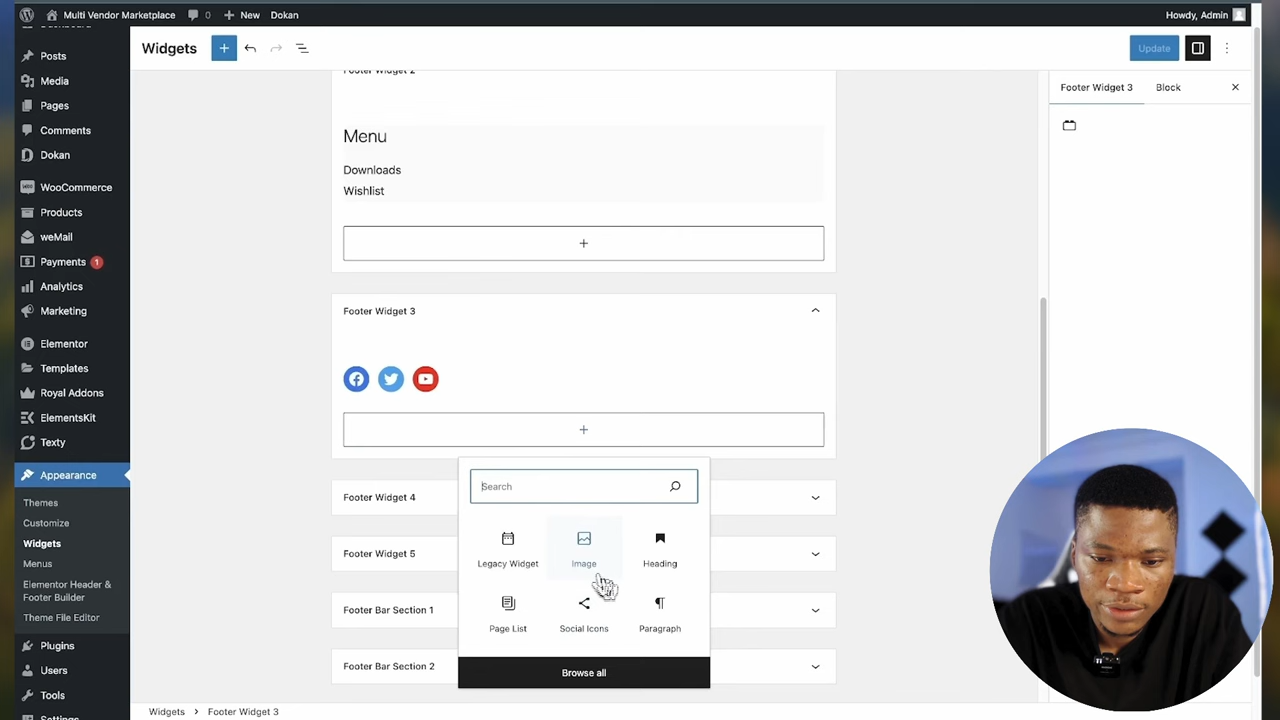 Multi Vendor Marketplace
0
New
Dokan
Howdy, Admin
Posts
Media
Pages
Comments
Dokan
WooCommerce
Products
weMail
Payments 1
Analytics
Marketing
Elementor
Templates
Royal Addons
ElementsKit
Texty
Appearance
Themes
Customize
Widgets
Menus
Elementor Header &
Footer Builder
Theme File Editor
Plugins
Users
Tools
Settings
Widgets
Update
Footer Widget 2
Menu
Downloads
Wishlist
Footer Widget 3
Search
Legacy Widget
Image
Heading
Page List
Social Icons
Paragraph
Browse all
Footer Widget 4
Footer Widget 5
Footer Bar Section 1
Footer Bar Section 2
Footer Widget 3
Block
Widgets > Footer Widget 3